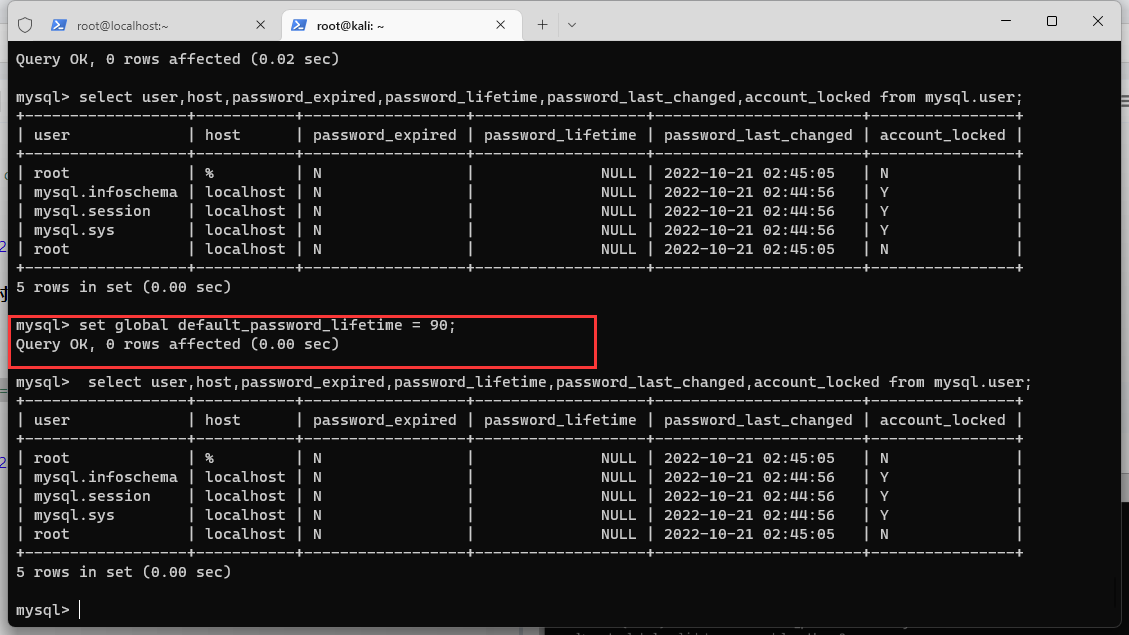 root@localhost:~
root@kali: ~
Query OK, 0 rows affected (0.02 sec)
mysql> select user,host,password_expired,password_lifetime,password_last_changed,account_locked from mysql.user;
+------------------+-----------+------------------+-------------------+-----------------------+----------------+
| user             | host      | password_expired | password_lifetime | password_last_changed | account_locked |
+------------------+-----------+------------------+-------------------+-----------------------+----------------+
| root             | %         | N                |              NULL | 2022-10-21 02:45:05   | N              |
| mysql.infoschema | localhost | N                |              NULL | 2022-10-21 02:44:56   | Y              |
| mysql.session    | localhost | N                |              NULL | 2022-10-21 02:44:56   | Y              |
| mysql.sys        | localhost | N                |              NULL | 2022-10-21 02:44:56   | Y              |
| root             | localhost | N                |              NULL | 2022-10-21 02:45:05   | N              |
+------------------+-----------+------------------+-------------------+-----------------------+----------------+
5 rows in set (0.00 sec)
mysql> set global default_password_lifetime = 90;
Query OK, 0 rows affected (0.00 sec)
mysql>  select user,host,password_expired,password_lifetime,password_last_changed,account_locked from mysql.user;
+------------------+-----------+------------------+-------------------+-----------------------+----------------+
| user             | host      | password_expired | password_lifetime | password_last_changed | account_locked |
+------------------+-----------+------------------+-------------------+-----------------------+----------------+
| root             | %         | N                |              NULL | 2022-10-21 02:45:05   | N              |
| mysql.infoschema | localhost | N                |              NULL | 2022-10-21 02:44:56   | Y              |
| mysql.session    | localhost | N                |              NULL | 2022-10-21 02:44:56   | Y              |
| mysql.sys        | localhost | N                |              NULL | 2022-10-21 02:44:56   | Y              |
| root             | localhost | N                |              NULL | 2022-10-21 02:45:05   | N              |
+------------------+-----------+------------------+-------------------+-----------------------+----------------+
5 rows in set (0.00 sec)
mysql>